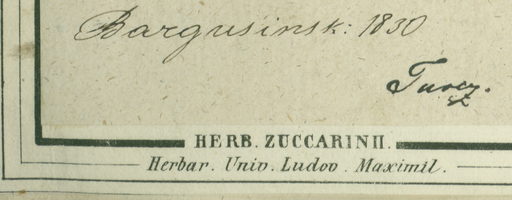 Bargusinsk: 1830
Turcz.
HERB. ZUCCARINII.
Herbar. Univ. Ludov. Maximil.